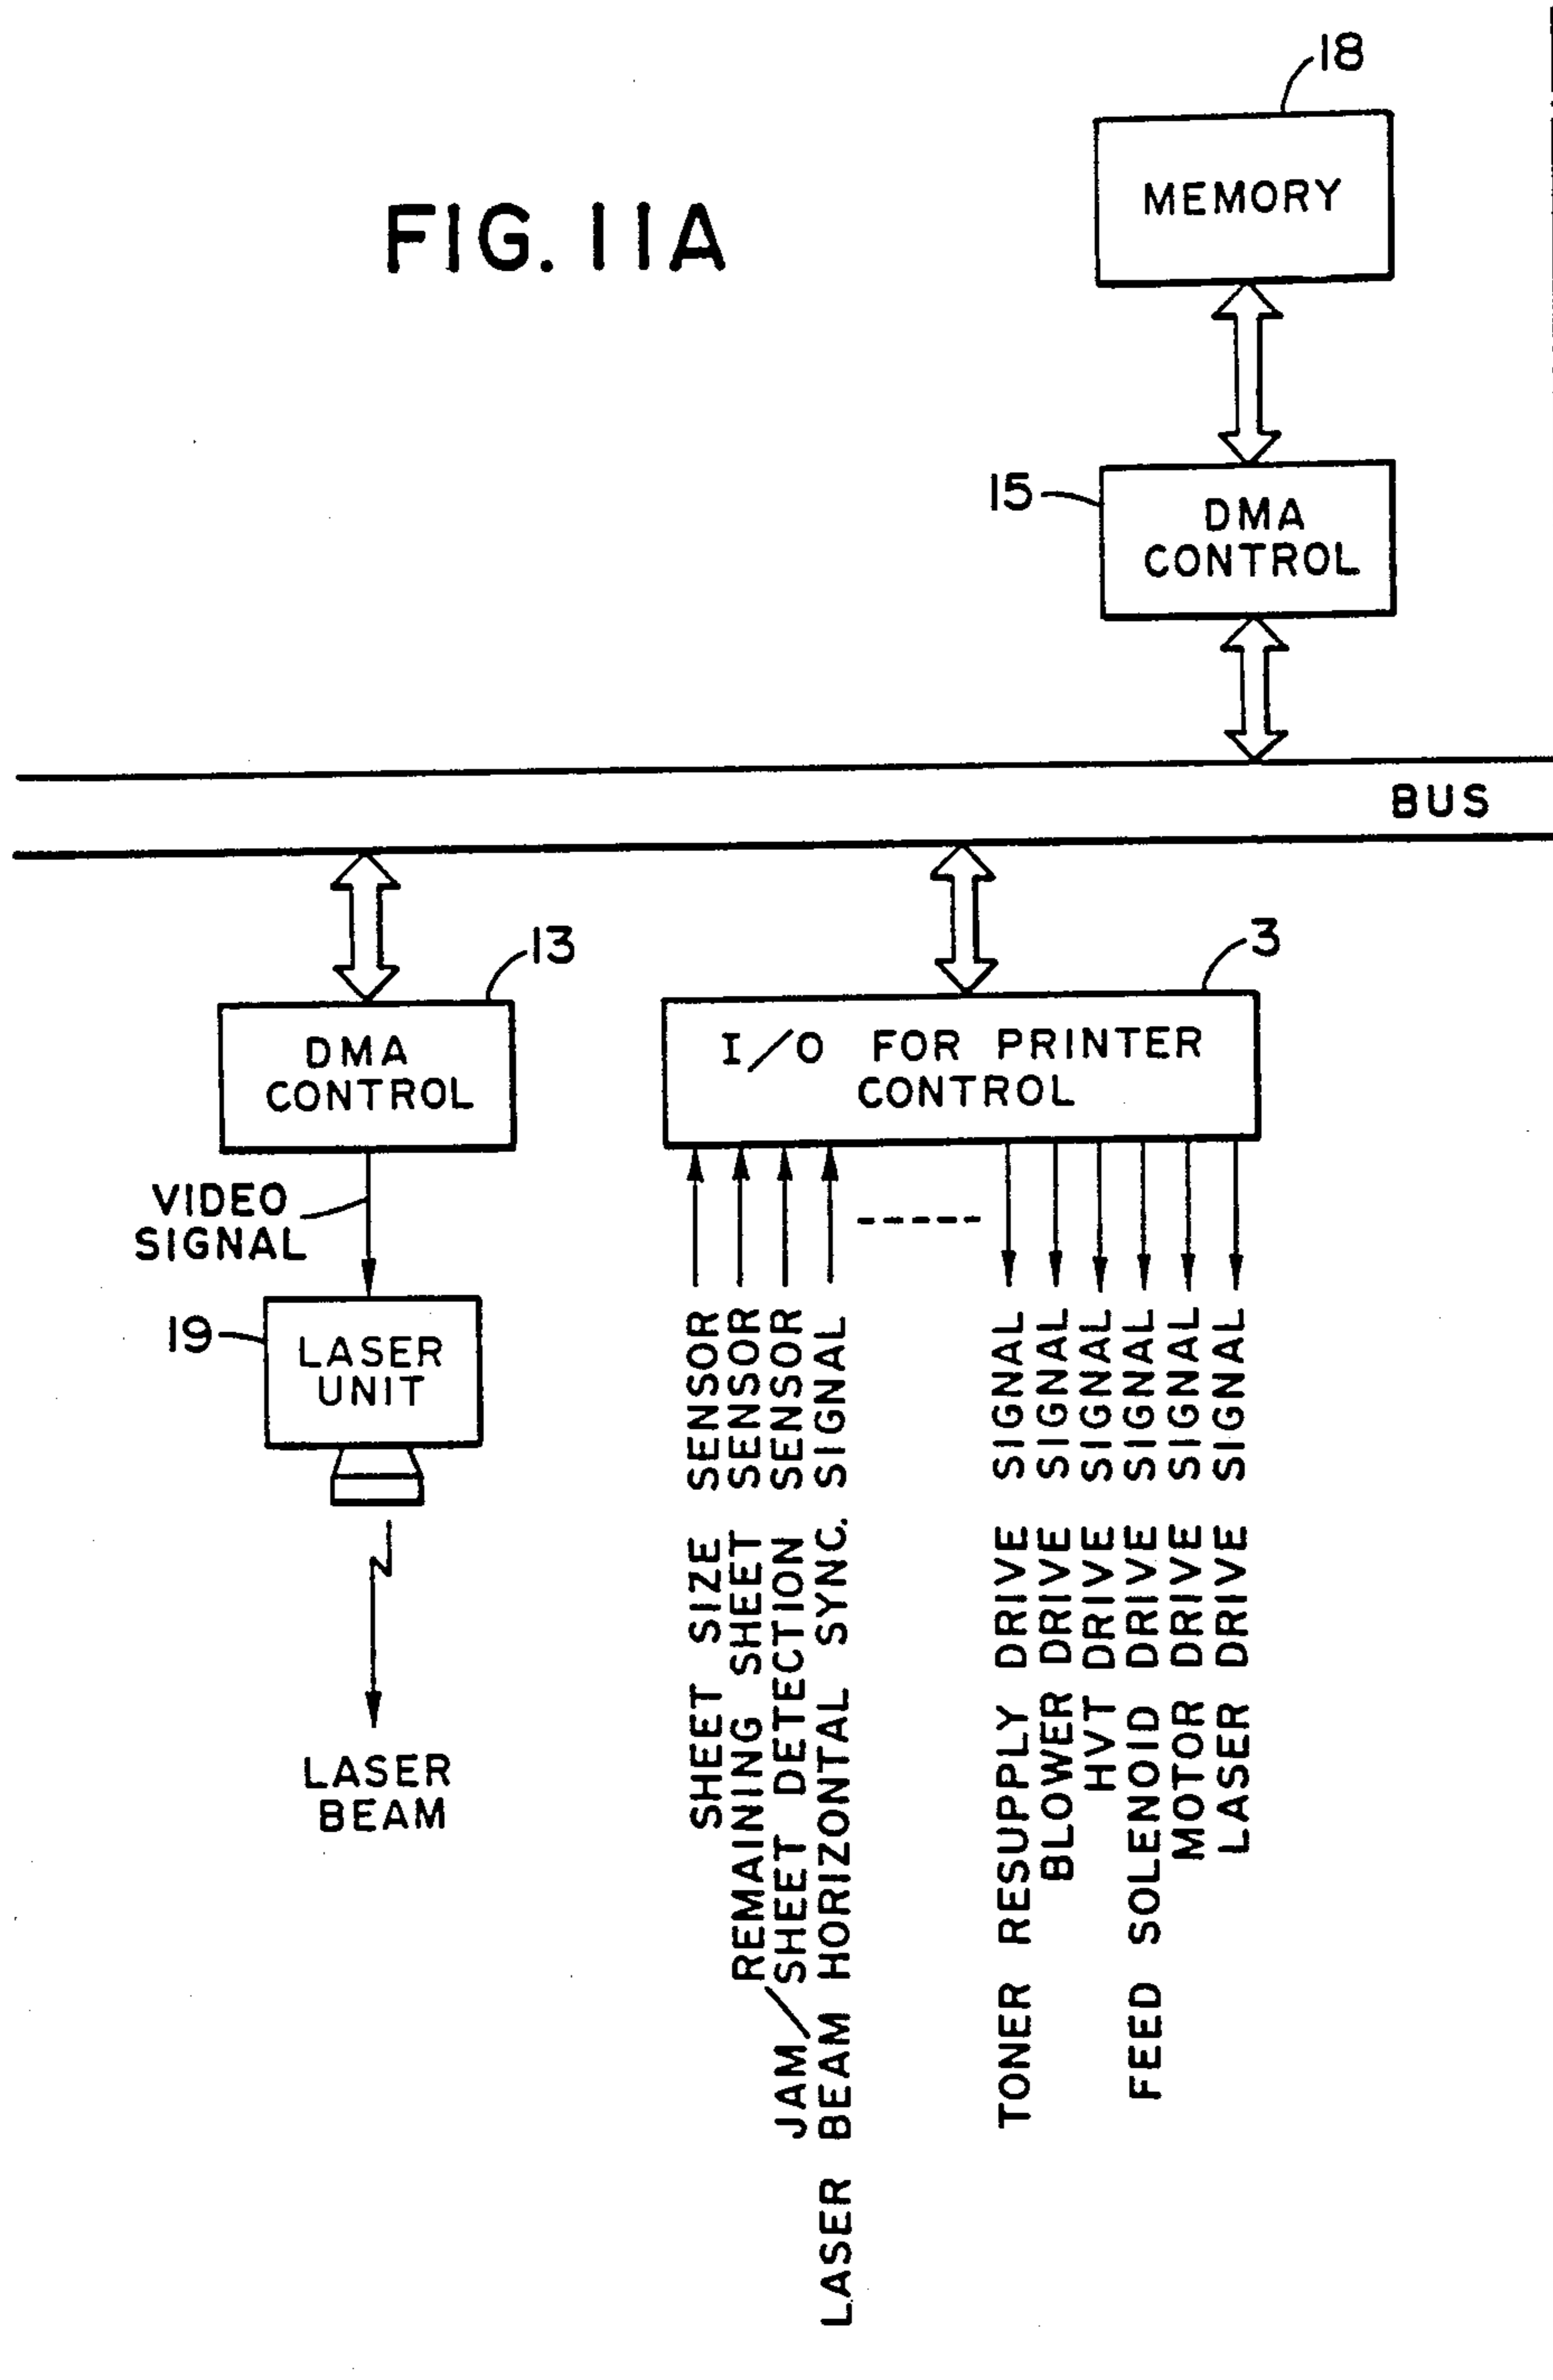 FIG. 11A
18
MEMORY
15
DMA
CONTROL
BUS
13
DMA
CONTROL
3
I/O FOR PRINTER
CONTROL
VIDEO
SIGNAL
19
LASER
UNIT
LASER
BEAM
SHEET SIZE SENSOR
REMAINING SHEET SENSOR
JAM/SHEET DETECTION SENSOR
LASER BEAM HORIZONTAL SYNC. SIGNAL
TONER RESUPPLY DRIVE SIGNAL
BLOWER DRIVE SIGNAL
HVT DRIVE SIGNAL
FEED SOLENOID DRIVE SIGNAL
MOTOR DRIVE SIGNAL
LASER DRIVE SIGNAL